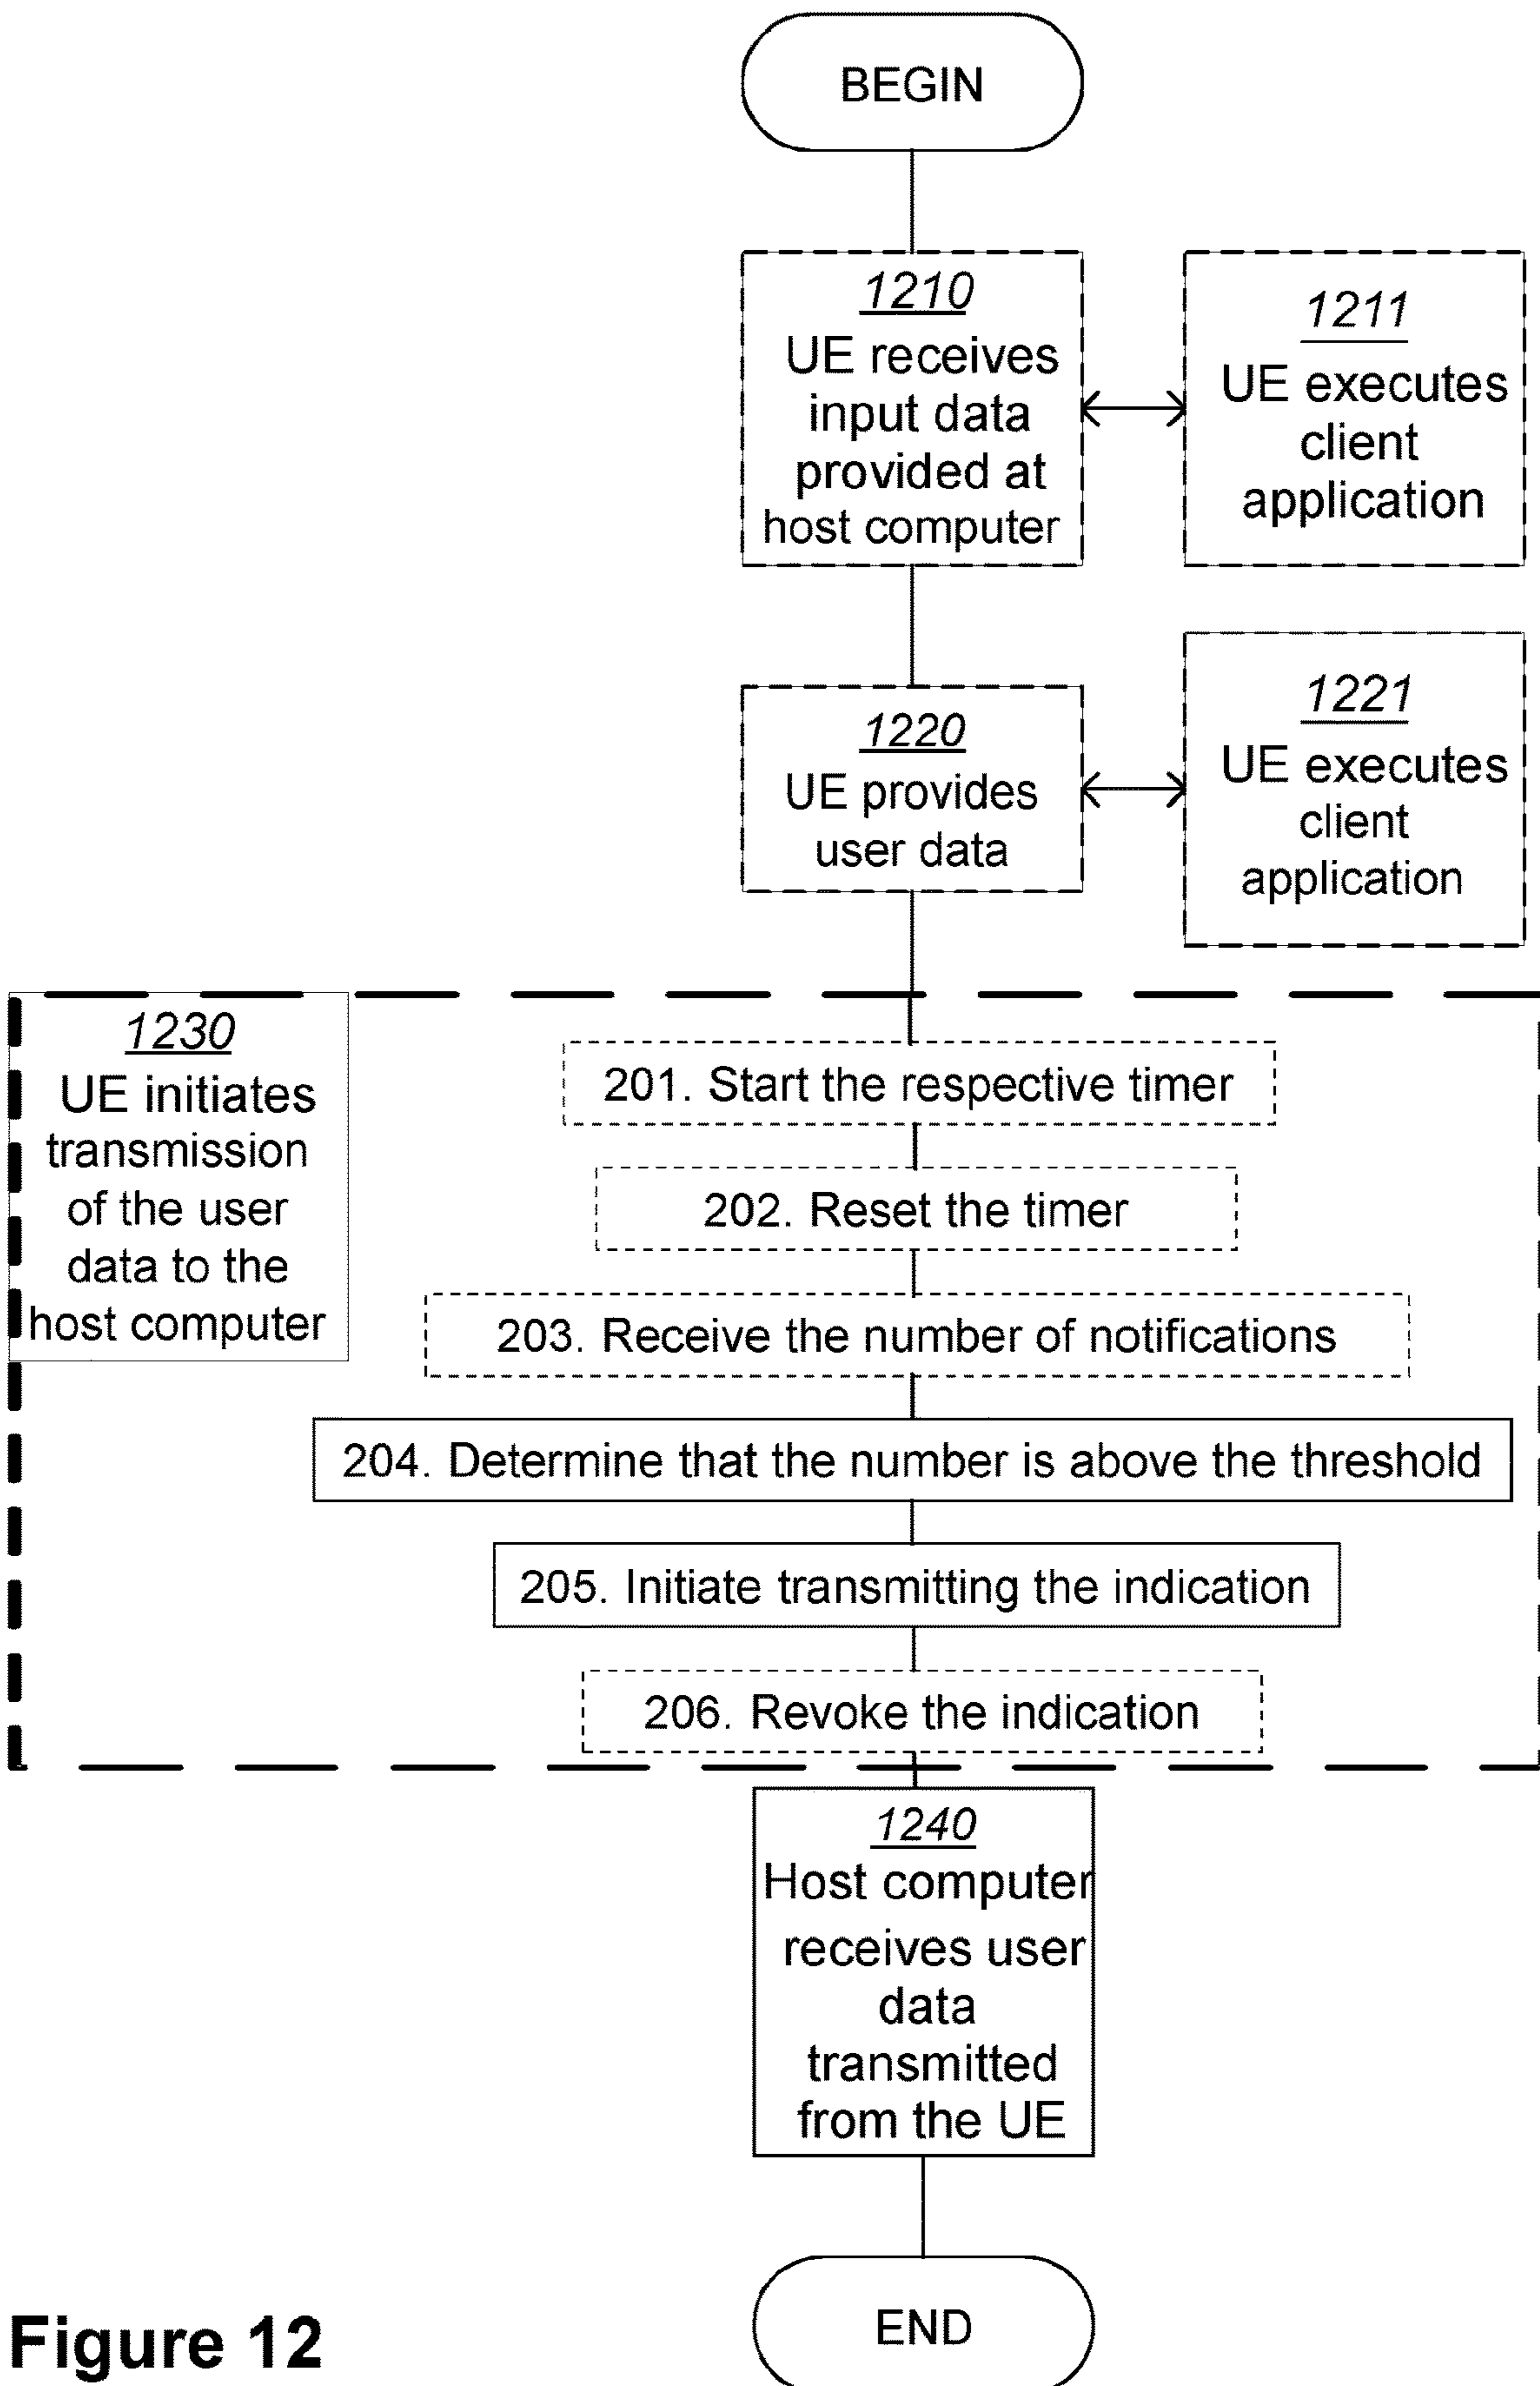 BEGIN
1210
UE receives
input data
provided at
host computer
1211
UE executes
client
application
1220
UE provides
user data
1221
UE executes
client
application
1230
UE initiates
transmission
of the user
data to the
host computer
201. Start the respective timer
202. Reset the timer
203. Receive the number of notifications
204. Determine that the number is above the threshold
205. Initiate transmitting the indication
206. Revoke the indication
1240
Host computer
receives user
data
transmitted
from the UE
END
Figure 12